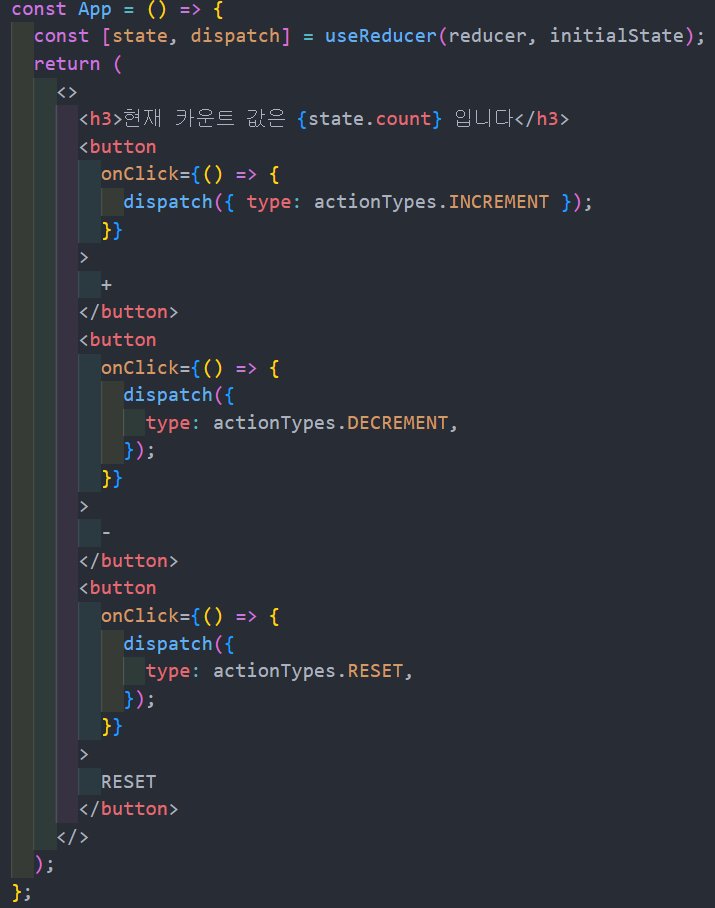 const App = () => {
const [state, dispatch] = useReducer(reducer, initialState);
return (
<>
<h3>현재 카운트 값은 {state.count} 입니다</h3>
<button
onClick={() => {
dispatch({ type: actionTypes.INCREMENT });
}}
>
+
</button>
<button
onClick={() => {
dispatch({
type: actionTypes.DECREMENT,
});
}}
>
-
</button>
<button
onClick={() => {
dispatch({
type: actionTypes.RESET,
});
}}
>
RESET
</button>
</>
);
};